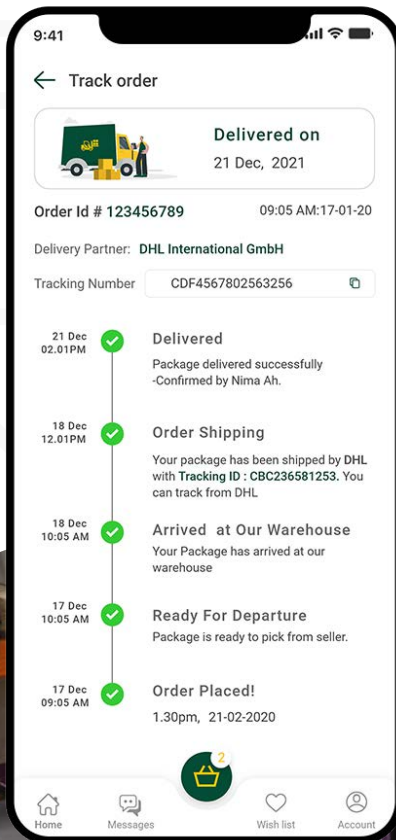 9:41
Track order
Delivered on
21 Dec, 2021
Order Id # 123456789
09:05 AM:17-01-20
Delivery Partner: DHL International GmbH
Tracking Number
CDF4567802563256
21 Dec
02.01PM
Delivered
Package delivered successfully
-Confirmed by Nima Ah.
18 Dec
12.01PM
Order Shipping
Your package has been shipped by DHL
with Tracking ID : CBC236581253. You
can track from DHL
18 Dec
10:05 AM
Arrived at Our Warehouse
Your Package has arrived at our
warehouse
17 Dec
10:05 AM
Ready For Departure
Package is ready to pick from seller.
17 Dec
09:05 AM
Order Placed!
1.30pm, 21-02-2020
2
Home
Messages
Wish list
Account